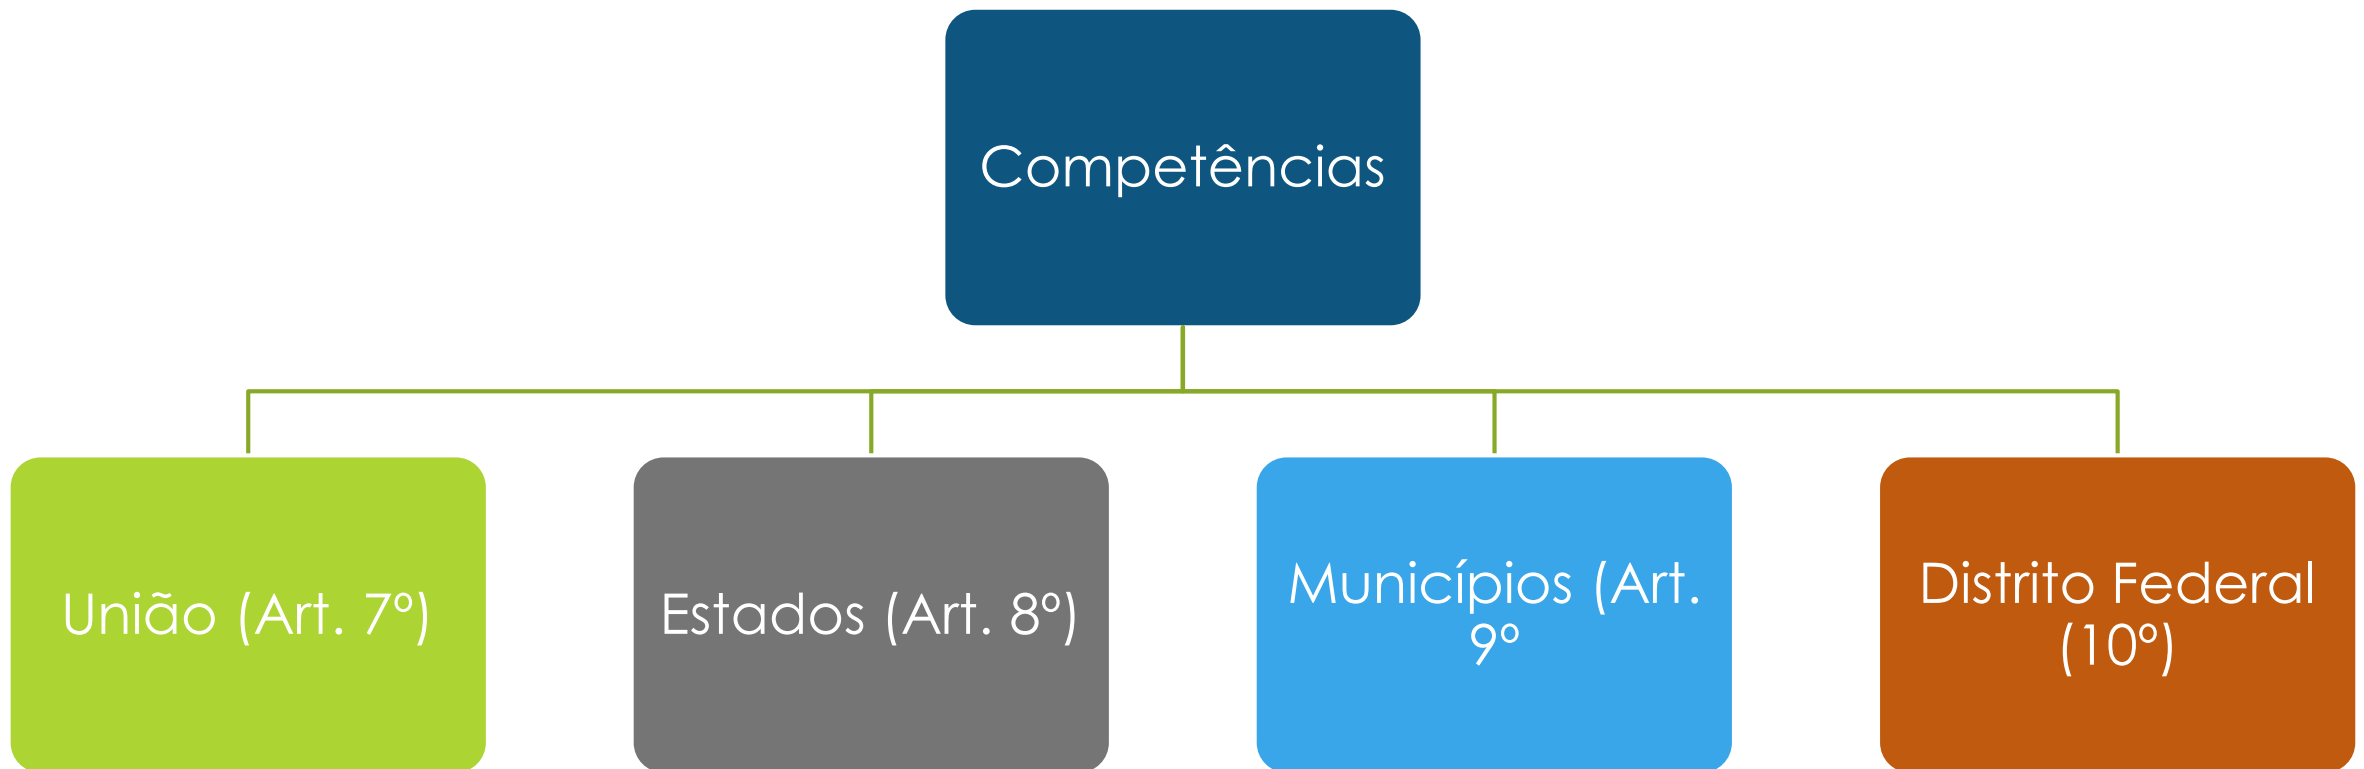 Competências
União (Art. 7º)
Estados (Art. 8º)
Municípios (Art.
9º
Distrito Federal
(10º)